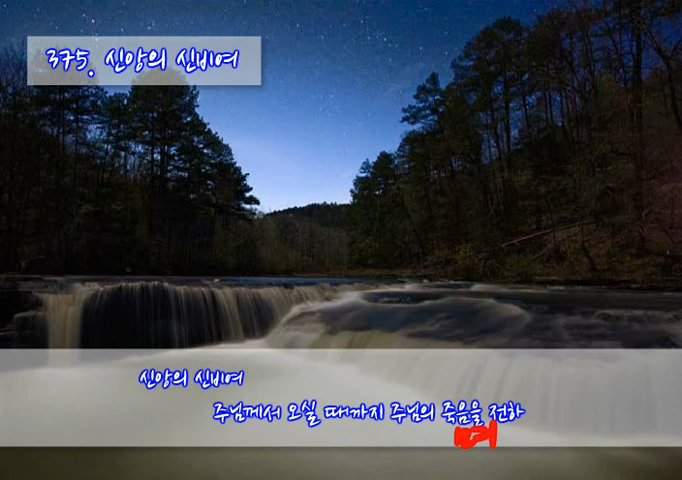 375. 신앙의 신비여
신앙의 신비여
주님께서 오실 때까지 주님의 죽음을 전하
며